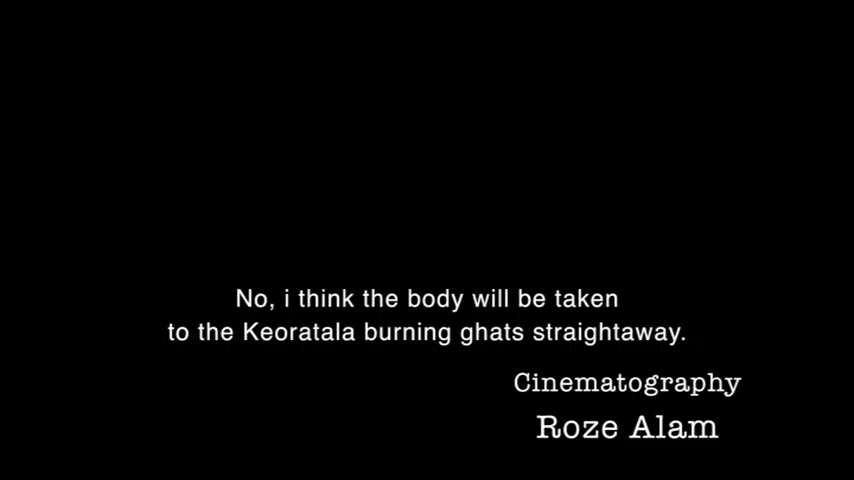 No, i think the body will be taken
to the Keoratala burning ghats straightaway.
Cinematography
Roze Alam